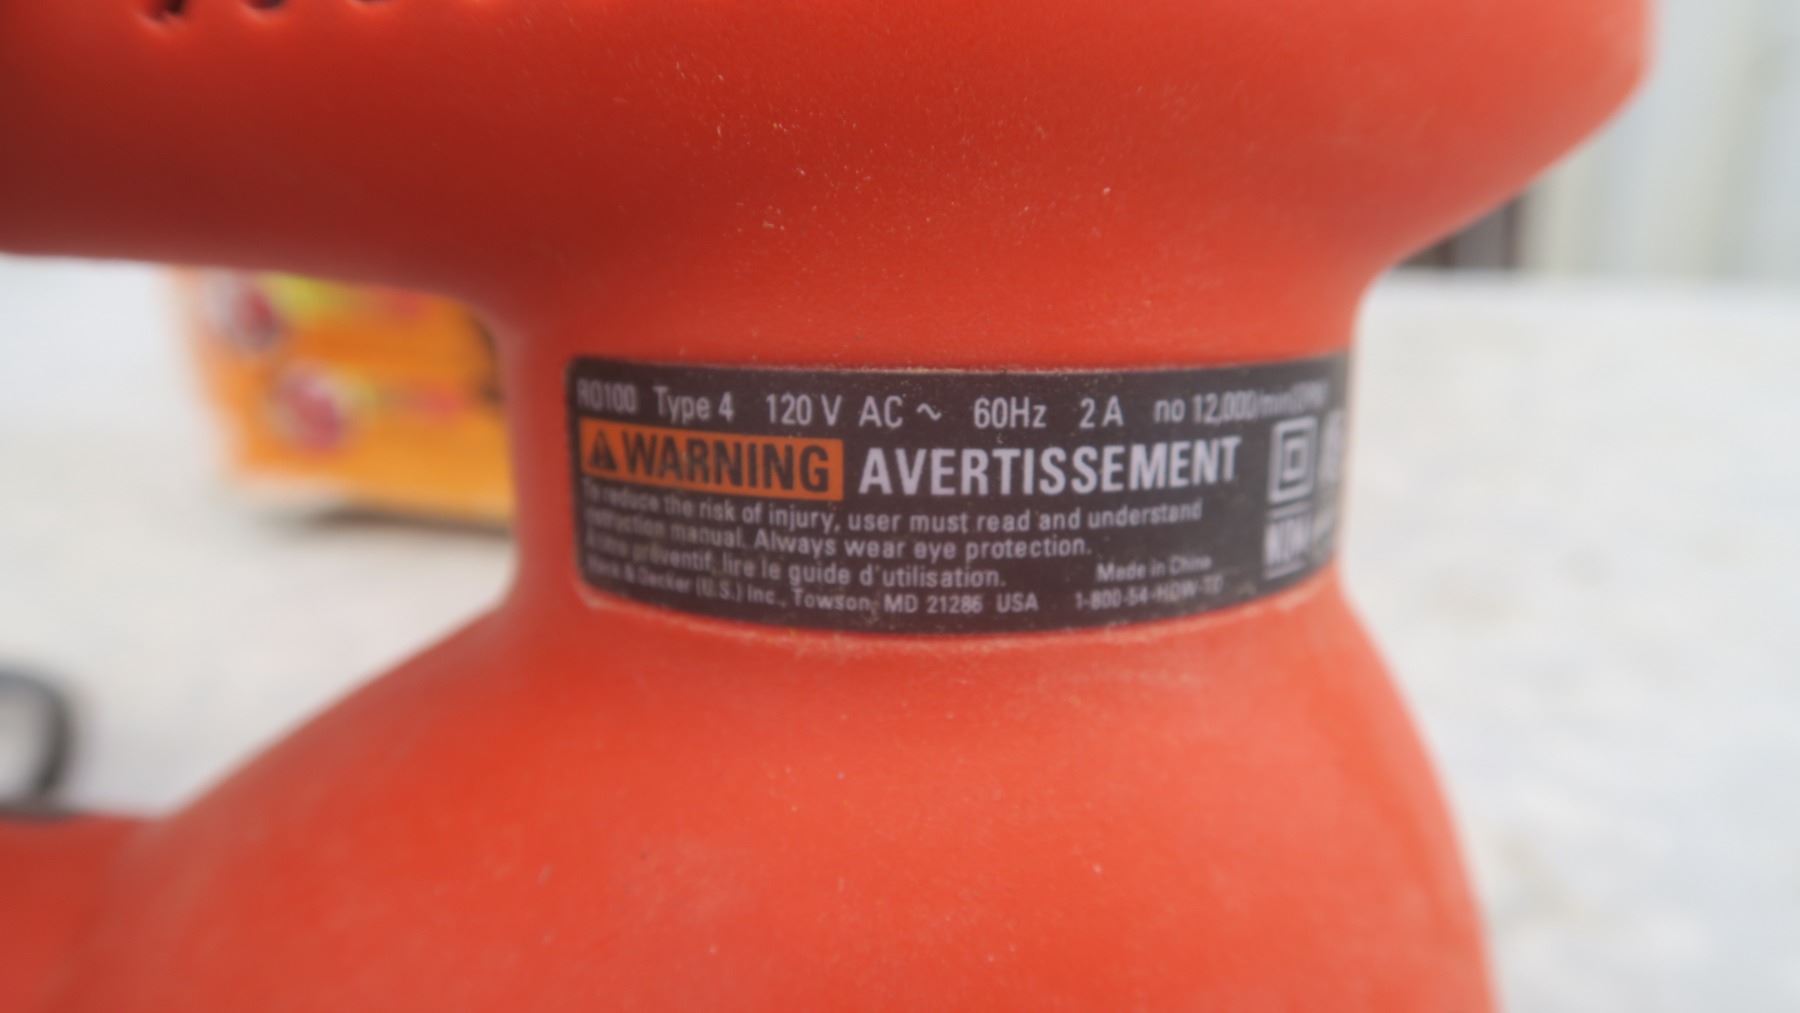 RO100 Type 4 120 V AC ~ 60Hz 2 A no 12,000/min
WARNING AVERTISSEMENT
To reduce the risk of injury, user must read and understand
instruction manual. Always wear eye protection.
À titre préventif, lire le guide d'utilisation. Made in China
Black & Decker (U.S.) Inc., Towson, MD 21286 USA 1-800-54-HOW-TO